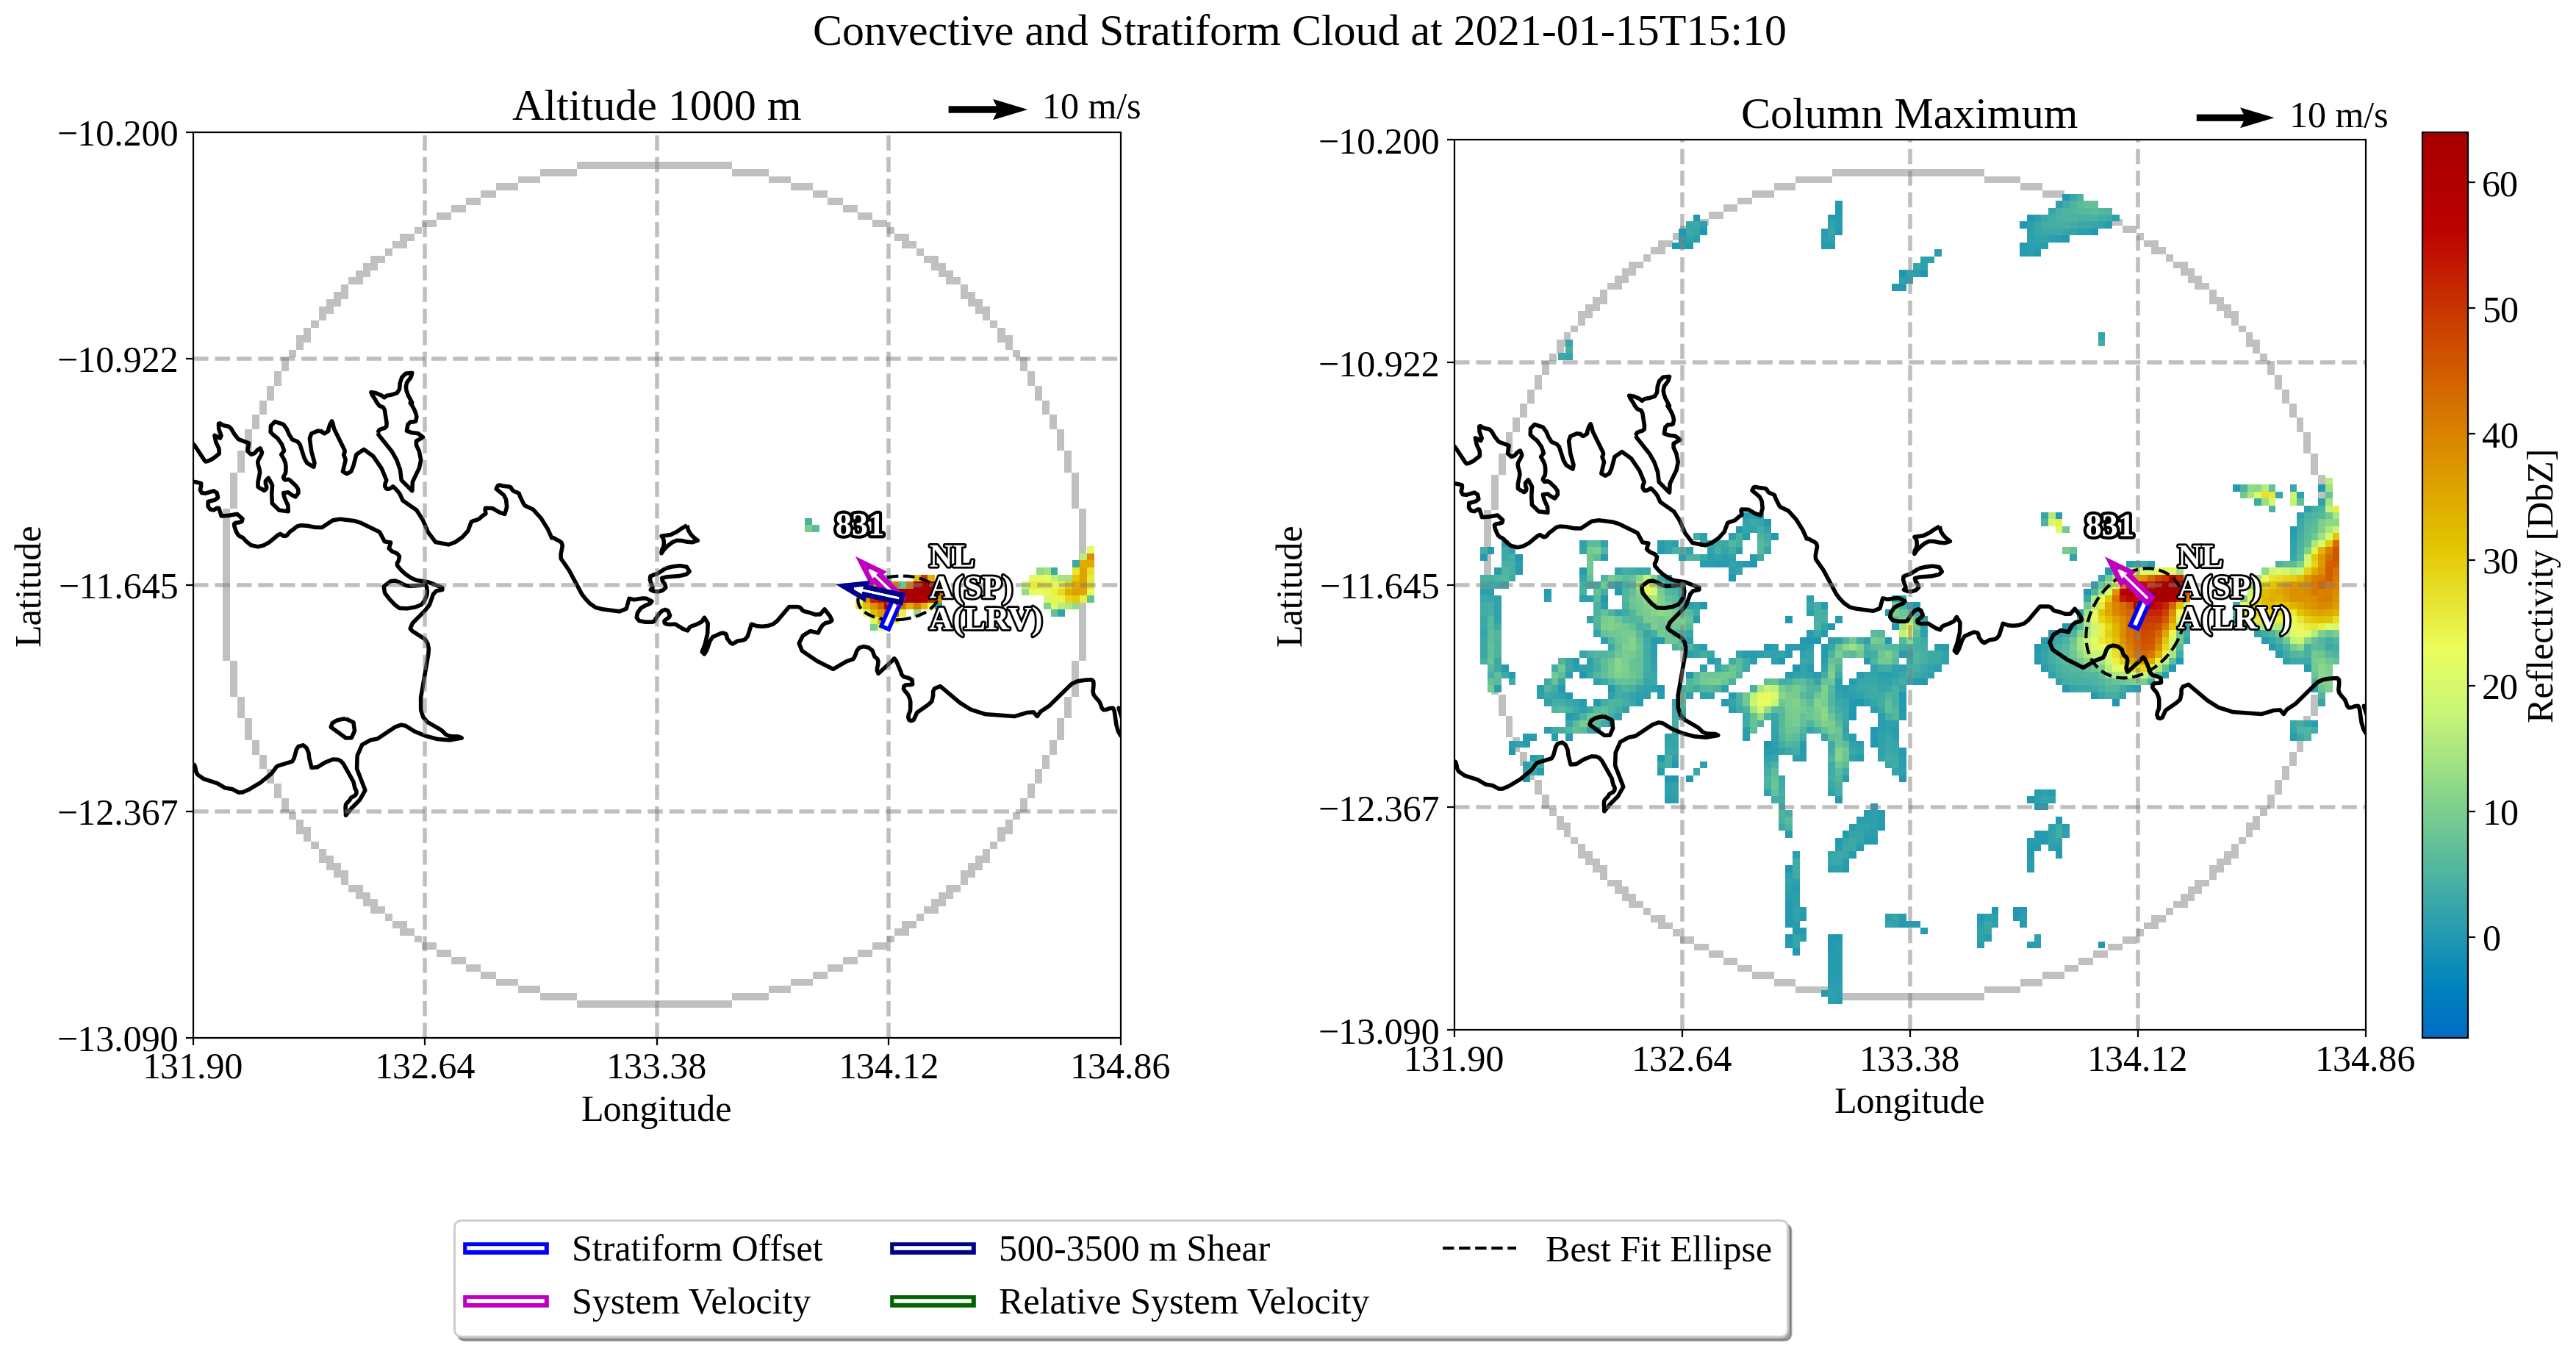 Convective and Stratiform Cloud at 2021-01-15T15:10
Altitude 1000 m
10 m/s
−10.200
−10.922
−11.645
−12.367
−13.090
131.90
132.64
133.38
134.12
134.86
Latitude
Longitude
831
NL
A(SP)
A(LRV)
Column Maximum
10 m/s
−10.200
−10.922
−11.645
−12.367
−13.090
131.90
132.64
133.38
134.12
134.86
Latitude
Longitude
831
NL
A(SP)
A(LRV)
60
50
40
30
20
10
0
Reflectivity [DbZ]
Stratiform Offset
500-3500 m Shear
Best Fit Ellipse
System Velocity
Relative System Velocity